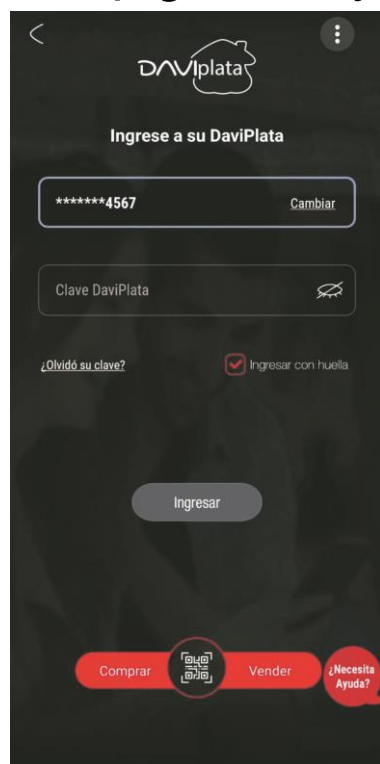 DAVIplata
Ingrese a su DaviPlata
*******4567 Cambiar
Clave DaviPlata
¿Olvidó su clave? Ingresar con huella
Ingresar
Comprar Vender
¿Necesita
Ayuda?